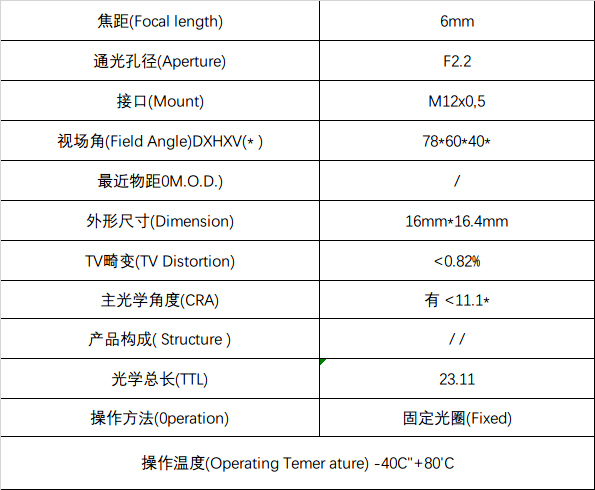 焦距(Focal length) 6mm
通光孔径(Aperture) F2.2
接口(Mount) M12x0,5
视场角(Field Angle)DXHXV(* ) 78*60*40*
最近物距0M.O.D.) /
外形尺寸(Dimension) 16mm*16.4mm
TV畸变(TV Distortion) <0.82%
主光学角度(CRA) 有 <11.1*
产品构成( Structure ) / /
光学总长(TTL) 23.11
操作方法(0peration) 固定光圈(Fixed)
操作温度(Operating Temer ature) -40C"+80'C